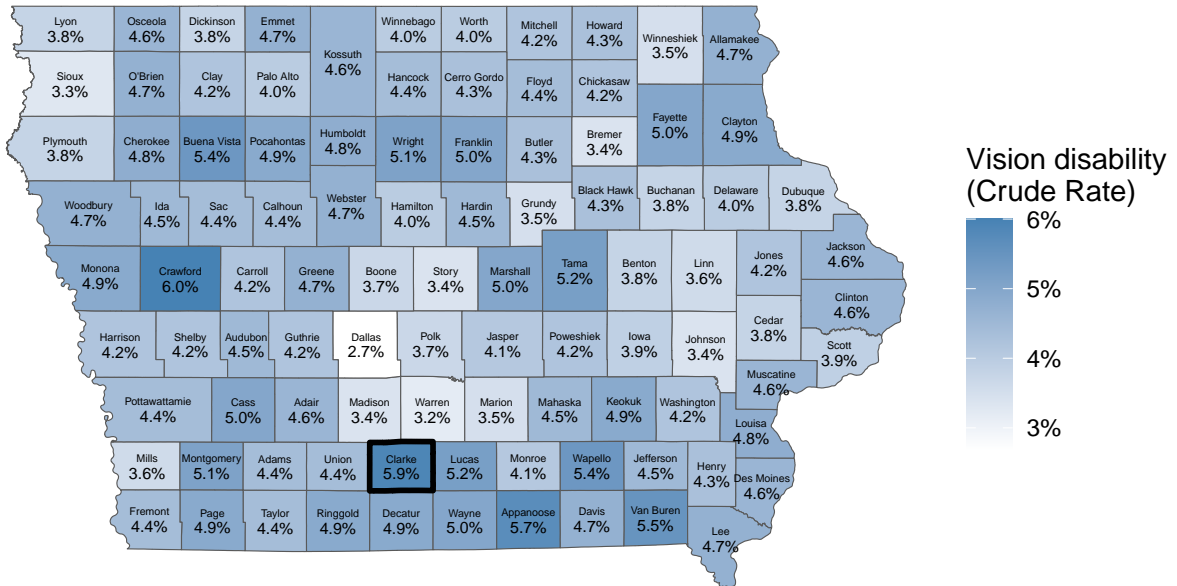 Lyon
3.8%
Osceola
4.6%
Dickinson
3.8%
Emmet
4.7%
Kossuth
4.6%
Winnebago
4.0%
Worth
4.0%
Mitchell
4.2%
Howard
4.3%
Winneshiek
3.5%
Allamakee
4.7%
Sioux
3.3%
O'Brien
4.7%
Clay
4.2%
Palo Alto
4.0%
Hancock
4.4%
Cerro Gordo
4.3%
Floyd
4.4%
Chickasaw
4.2%
Fayette
5.0%
Clayton
4.9%
Plymouth
3.8%
Cherokee
4.8%
Buena Vista
5.4%
Pocahontas
4.9%
Humboldt
4.8%
Wright
5.1%
Franklin
5.0%
Butler
4.3%
Bremer
3.4%
Woodbury
4.7%
Ida
4.5%
Sac
4.4%
Calhoun
4.4%
Webster
4.7%
Hamilton
4.0%
Hardin
4.5%
Grundy
3.5%
Black Hawk
4.3%
Buchanan
3.8%
Delaware
4.0%
Dubuque
3.8%
Monona
4.9%
Crawford
6.0%
Carroll
4.2%
Greene
4.7%
Boone
3.7%
Story
3.4%
Marshall
5.0%
Tama
5.2%
Benton
3.8%
Linn
3.6%
Jones
4.2%
Jackson
4.6%
Clinton
4.6%
Harrison
4.2%
Shelby
4.2%
Audubon
4.5%
Guthrie
4.2%
Dallas
2.7%
Polk
3.7%
Jasper
4.1%
Poweshiek
4.2%
Iowa
3.9%
Johnson
3.4%
Cedar
3.8%
Scott
3.9%
Muscatine
4.6%
Pottawattamie
4.4%
Cass
5.0%
Adair
4.6%
Madison
3.4%
Warren
3.2%
Marion
3.5%
Mahaska
4.5%
Keokuk
4.9%
Washington
4.2%
Louisa
4.8%
Mills
3.6%
Montgomery
5.1%
Adams
4.4%
Union
4.4%
Clarke
5.9%
Lucas
5.2%
Monroe
4.1%
Wapello
5.4%
Jefferson
4.5%
Henry
4.3%
Des Moines
4.6%
Fremont
4.4%
Page
4.9%
Taylor
4.4%
Ringgold
4.9%
Decatur
4.9%
Wayne
5.0%
Appanoose
5.7%
Davis
4.7%
Van Buren
5.5%
Lee
4.7%
Vision disability
(Crude Rate)
6%
5%
4%
3%